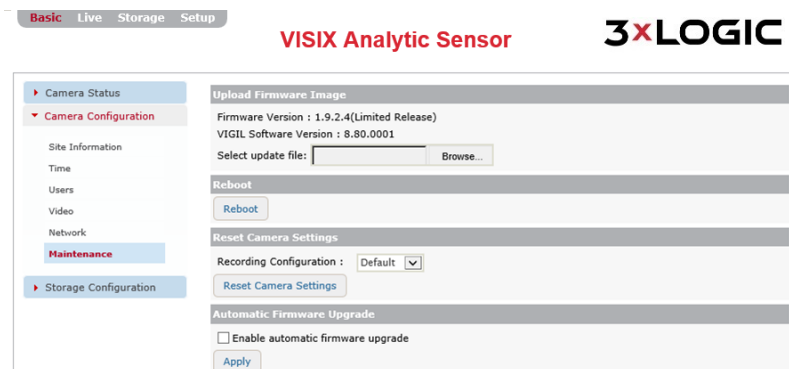 Basic Live Storage Setup
VISIX Analytic Sensor
3xLOGIC
Camera Status
Camera Configuration
Site Information
Time
Users
Video
Network
Maintenance
Storage Configuration
Upload Firmware Image
Firmware Version : 1.9.2.4(Limited Release)
VIGIL Software Version : 8.80.0001
Select update file: Browse...
Reboot
Reboot
Reset Camera Settings
Recording Configuration : Default
Reset Camera Settings
Automatic Firmware Upgrade
Enable automatic firmware upgrade
Apply